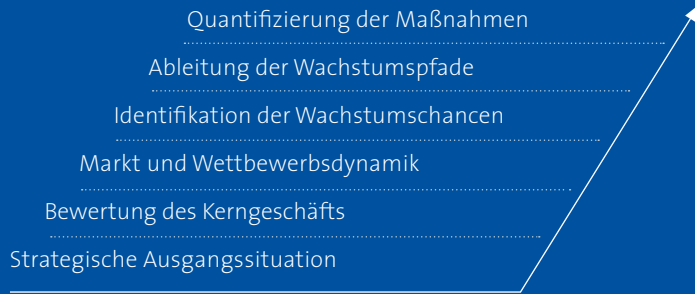 Quantifizierung der Maßnahmen
Ableitung der Wachstumspfade
Identifikation der Wachstumschancen
Markt und Wettbewerbsdynamik
Bewertung des Kerngeschäfts
Strategische Ausgangssituation